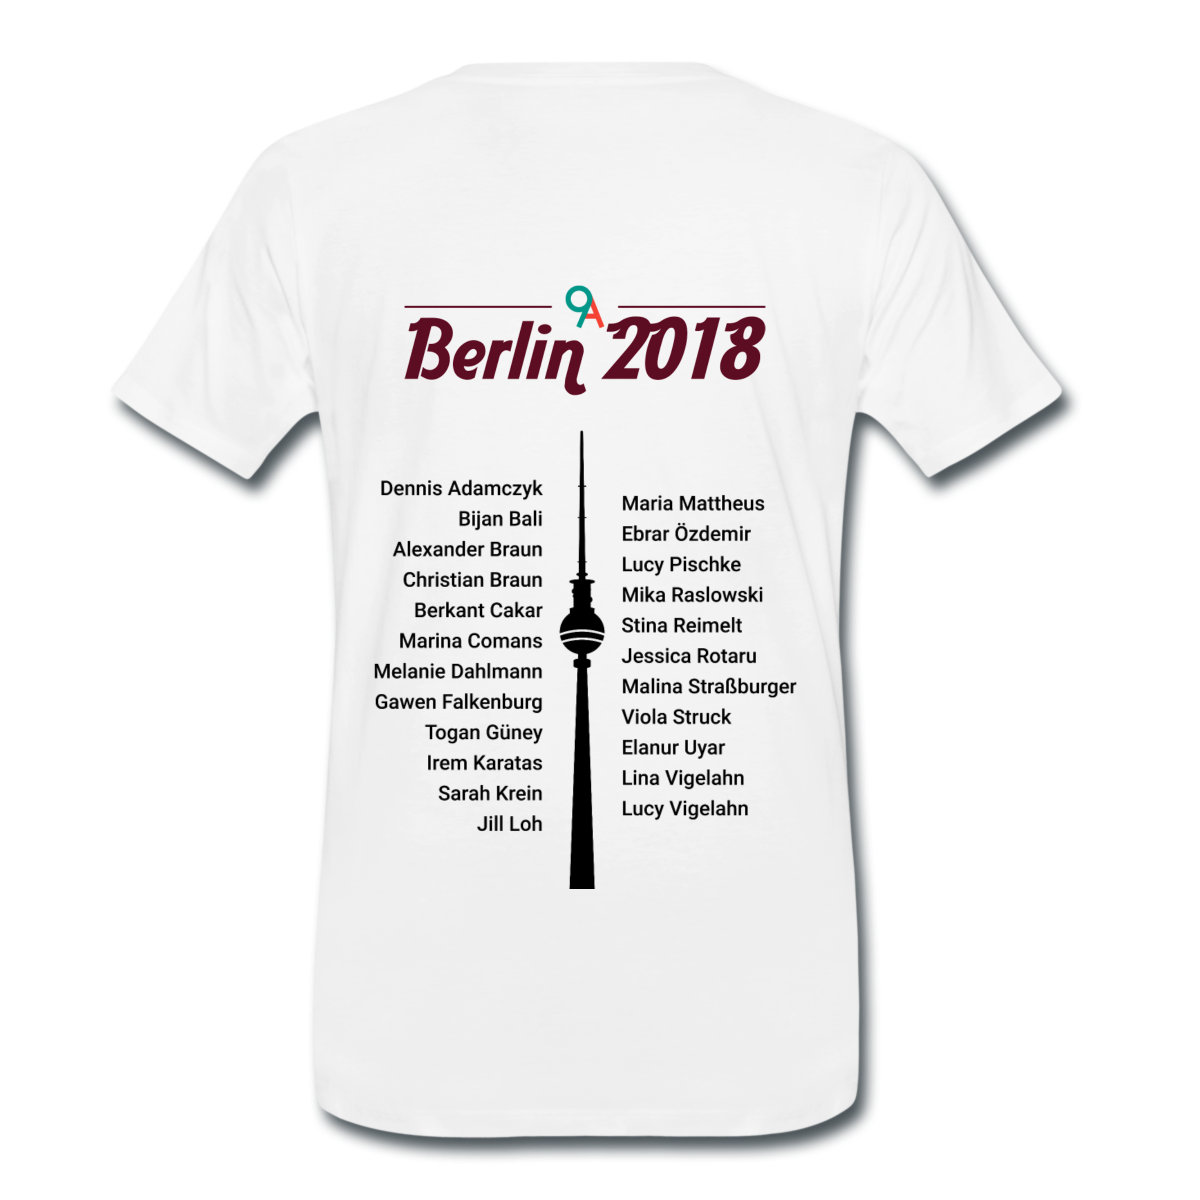 9A
Berlin 2018
Dennis Adamczyk
Bijan Bali
Alexander Braun
Christian Braun
Berkant Cakar
Marina Comans
Melanie Dahlmann
Gawen Falkenburg
Togan Güney
Irem Karatas
Sarah Krein
Jill Loh
Maria Mattheus
Ebrar Özdemir
Lucy Pischke
Mika Raslowski
Stina Reimelt
Jessica Rotaru
Malina Straßburger
Viola Struck
Elanur Uyar
Lina Vigelahn
Lucy Vigelahn